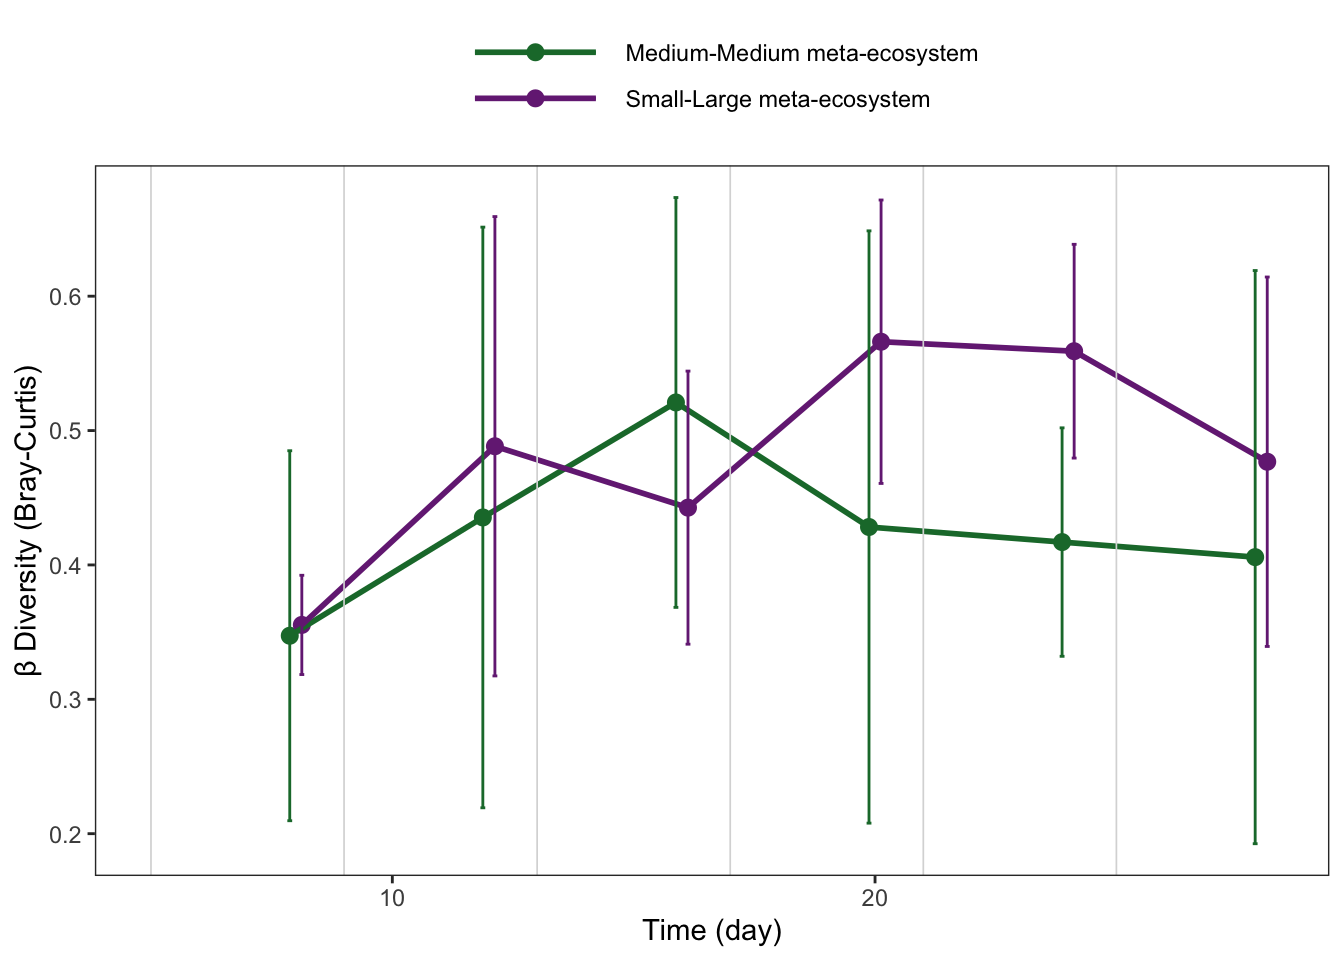 Medium-Medium meta-ecosystem
Small-Large meta-ecosystem
β Diversity (Bray-Curtis)
0.6
0.5
0.4
0.3
0.2
10
20
Time (day)